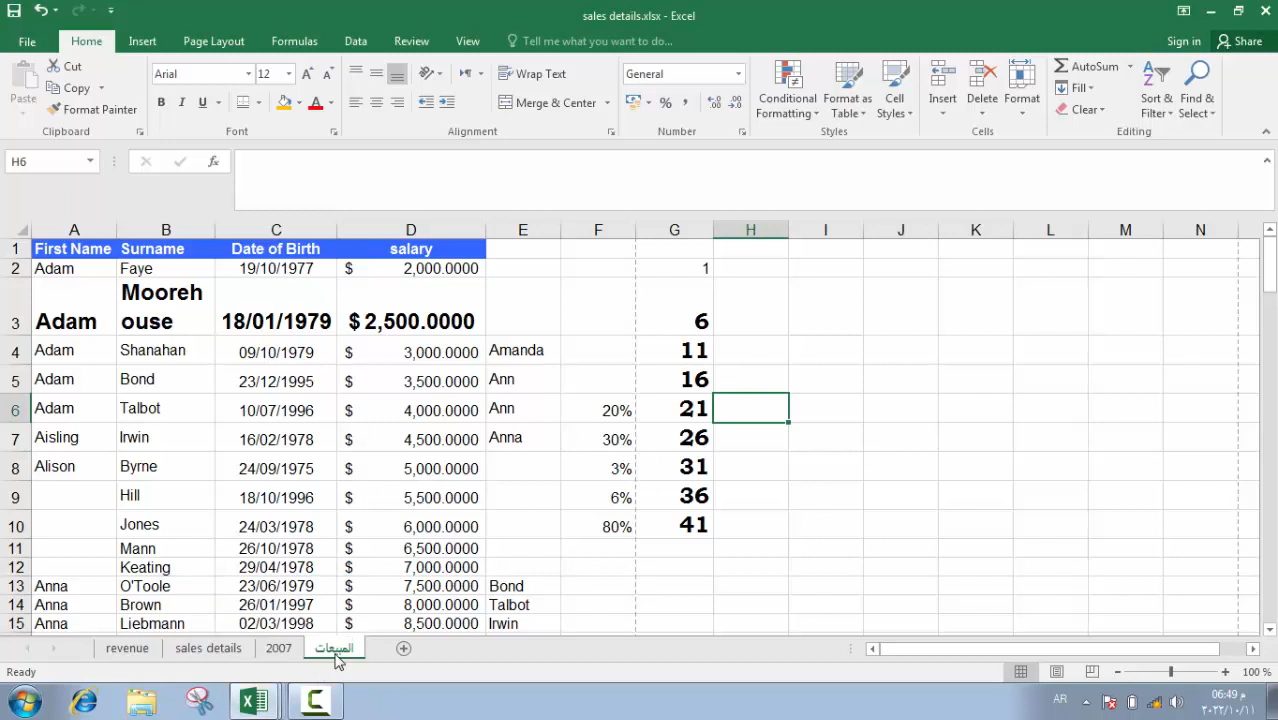 sales details.xlsx - Excel
File Home Insert Page Layout Formulas Data Review View Tell me what you want to do... Sign in Share
Paste Cut Copy Format Painter Clipboard
Arial 12 B I U A A A Font
Wrap Text Merge & Center Alignment
General % , Number
Conditional Formatting Format as Table Cell Styles Styles
Insert Delete Format Cells
AutoSum Fill Clear Sort & Filter Find & Select Editing
H6 fx
A B C D E F G H I J K L M N
1 First Name Surname Date of Birth salary
2 Adam Faye 19/10/1977 $ 2,000.0000 1
3 Adam Moorehouse 18/01/1979 $ 2,500.0000 6
4 Adam Shanahan 09/10/1979 $ 3,000.0000 Amanda 11
5 Adam Bond 23/12/1995 $ 3,500.0000 Ann 16
6 Adam Talbot 10/07/1996 $ 4,000.0000 Ann 20% 21
7 Aisling Irwin 16/02/1978 $ 4,500.0000 Anna 30% 26
8 Alison Byrne 24/09/1975 $ 5,000.0000 3% 31
9 Hill 18/10/1996 $ 5,500.0000 6% 36
10 Jones 24/03/1978 $ 6,000.0000 80% 41
11 Mann 26/10/1978 $ 6,500.0000
12 Keating 29/04/1978 $ 7,000.0000
13 Anna O'Toole 23/06/1979 $ 7,500.0000 Bond
14 Anna Brown 26/01/1997 $ 8,000.0000 Talbot
15 Anna Liebmann 02/03/1998 $ 8,500.0000 Irwin
revenue sales details 2007 المبيعات
Ready 100 %
AR م 06:49
٢٠٢٢/١٠/١١